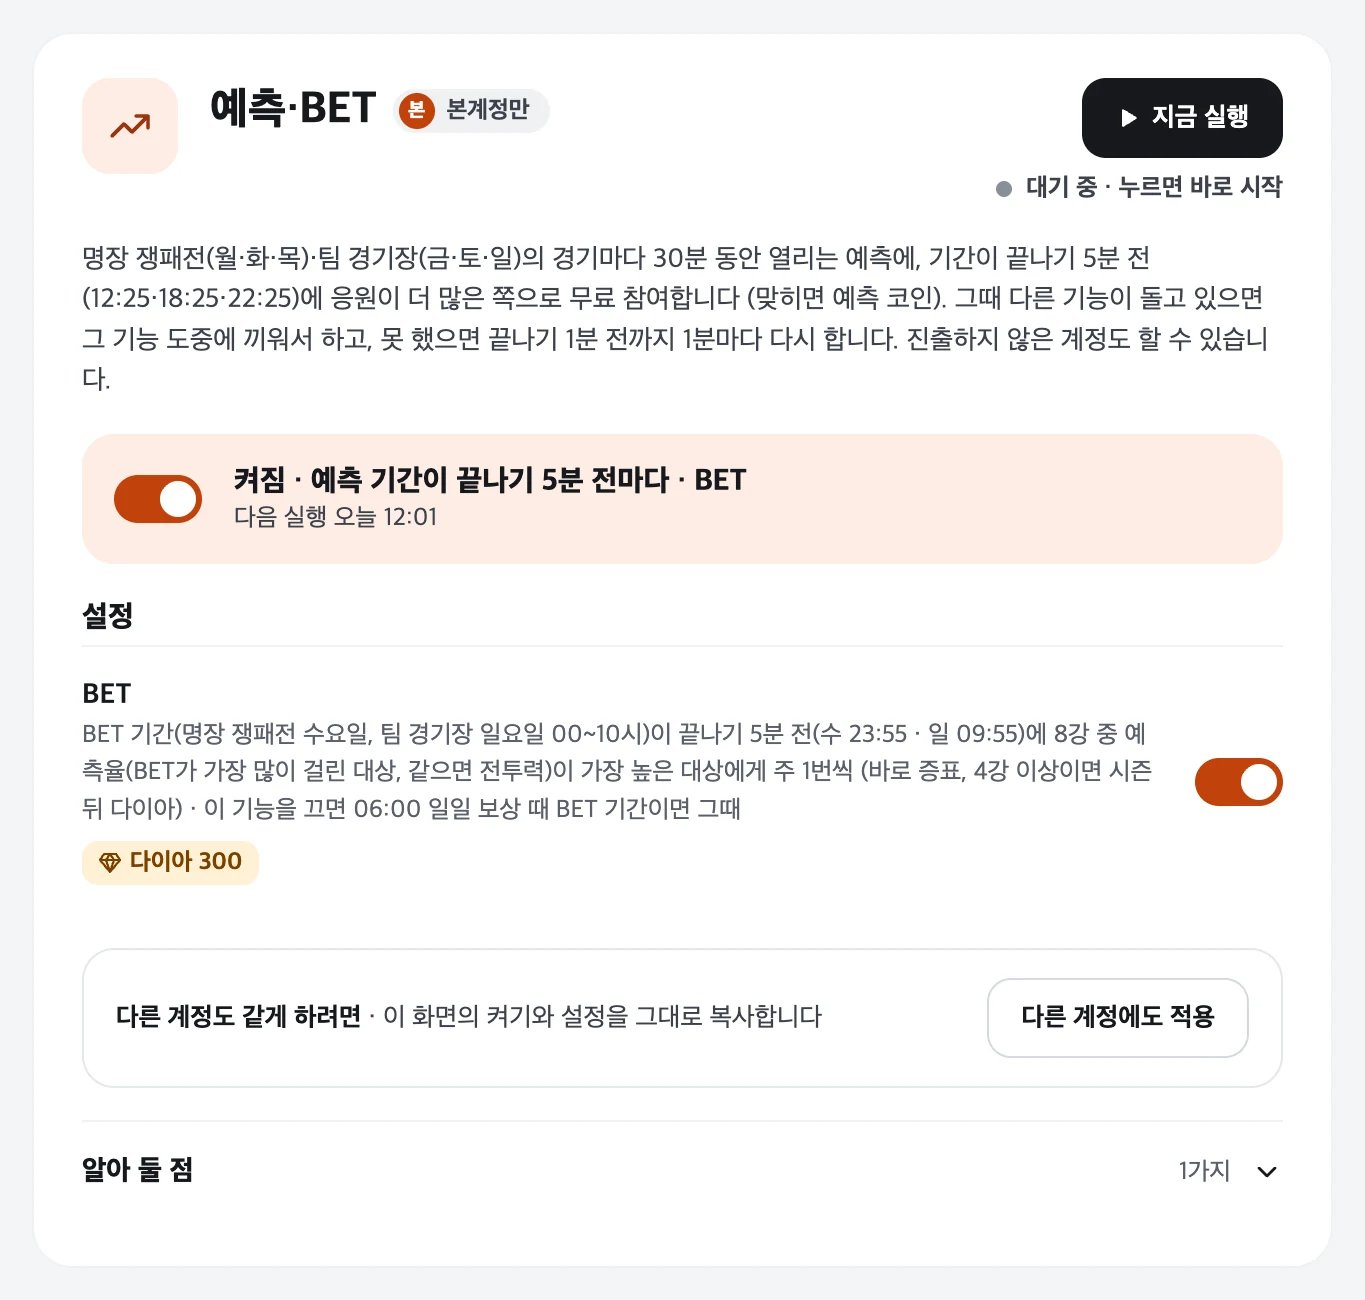 예측·BET
본 본계정만
▶ 지금 실행
대기 중 · 누르면 바로 시작
명장 쟁패전(월·화·목)·팀 경기장(금·토·일)의 경기마다 30분 동안 열리는 예측에, 기간이 끝나기 5분 전
(12:25·18:25·22:25)에 응원이 더 많은 쪽으로 무료 참여합니다 (맞히면 예측 코인). 그때 다른 기능이 돌고 있으면
그 기능 도중에 끼워서 하고, 못 했으면 끝나기 1분 전까지 1분마다 다시 합니다. 진출하지 않은 계정도 할 수 있습니
다.
켜짐 · 예측 기간이 끝나기 5분 전마다 · BET
다음 실행 오늘 12:01
설정
BET
BET 기간(명장 쟁패전 수요일, 팀 경기장 일요일 00~10시)이 끝나기 5분 전(수 23:55 · 일 09:55)에 8강 중 예
측율(BET가 가장 많이 걸린 대상, 같으면 전투력)이 가장 높은 대상에게 주 1번씩 (바로 증표, 4강 이상이면 시즌
뒤 다이아) · 이 기능을 끄면 06:00 일일 보상 때 BET 기간이면 그때
다이아 300
다른 계정도 같게 하려면 · 이 화면의 켜기와 설정을 그대로 복사합니다
다른 계정에도 적용
알아 둘 점
1가지